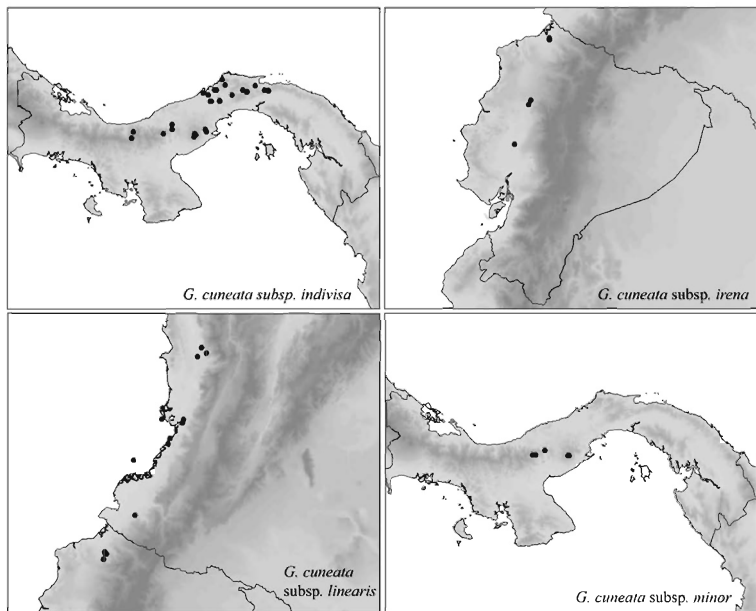 G. cuneata subsp. indivisa
G. cuneata subsp. irena
G. cuneata
subsp. linearis
G. cuneata subsp. minor